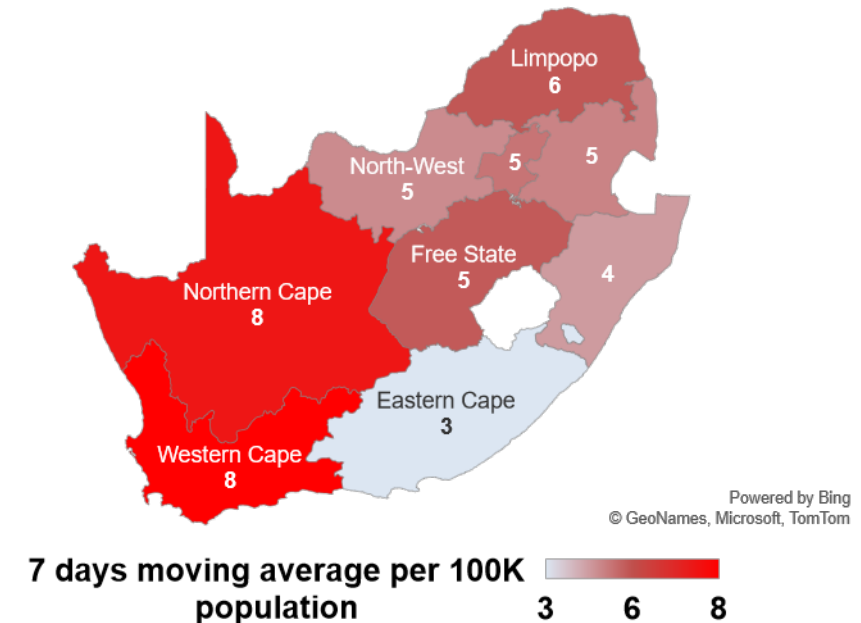 Limpopo
6
North-West
5
5
5
Free State
5
4
Northern Cape
8
Eastern Cape
3
Western Cape
8
Powered by Bing
© GeoNames, Microsoft, TomTom
7 days moving average per 100K
population
3 6 8